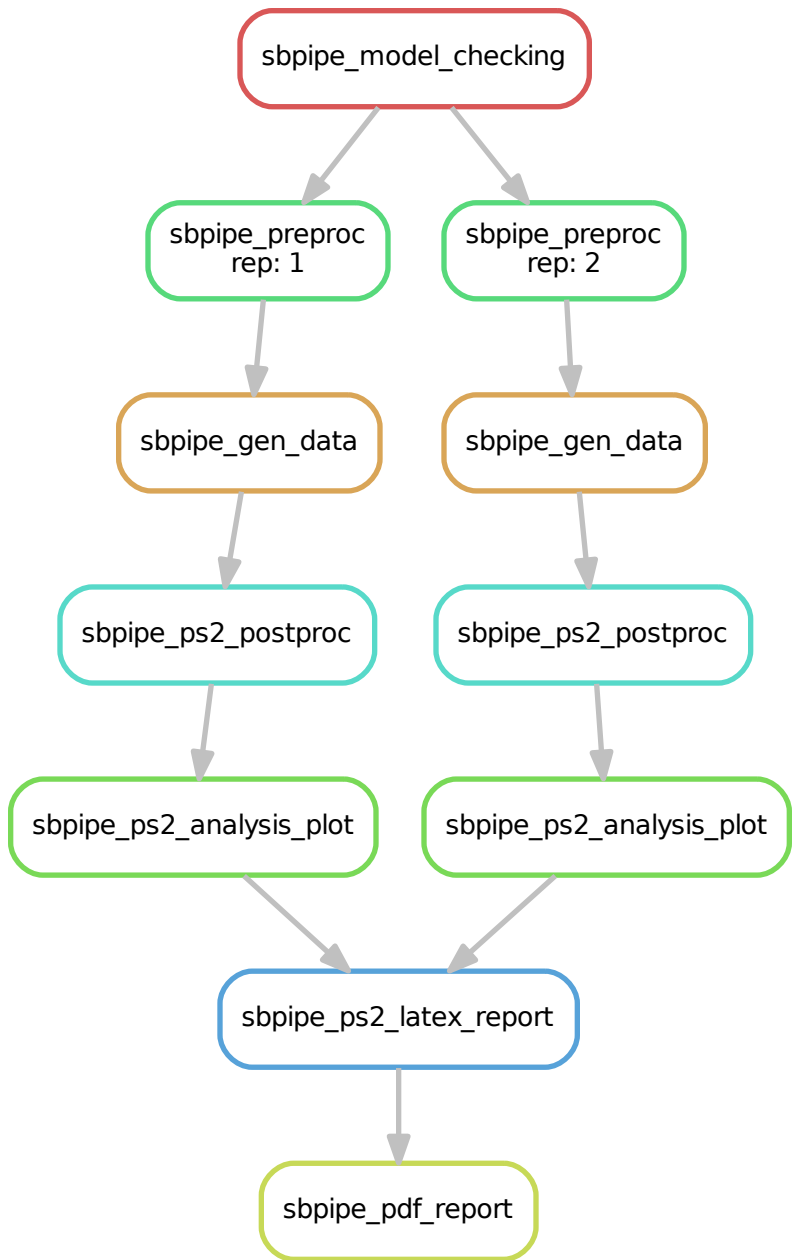 sbpipe_model_checking
sbpipe_preproc
rep: 1
sbpipe_preproc
rep: 2
sbpipe_gen_data
sbpipe_gen_data
sbpipe_ps2_postproc
sbpipe_ps2_postproc
sbpipe_ps2_analysis_plot
sbpipe_ps2_analysis_plot
sbpipe_ps2_latex_report
sbpipe_pdf_report